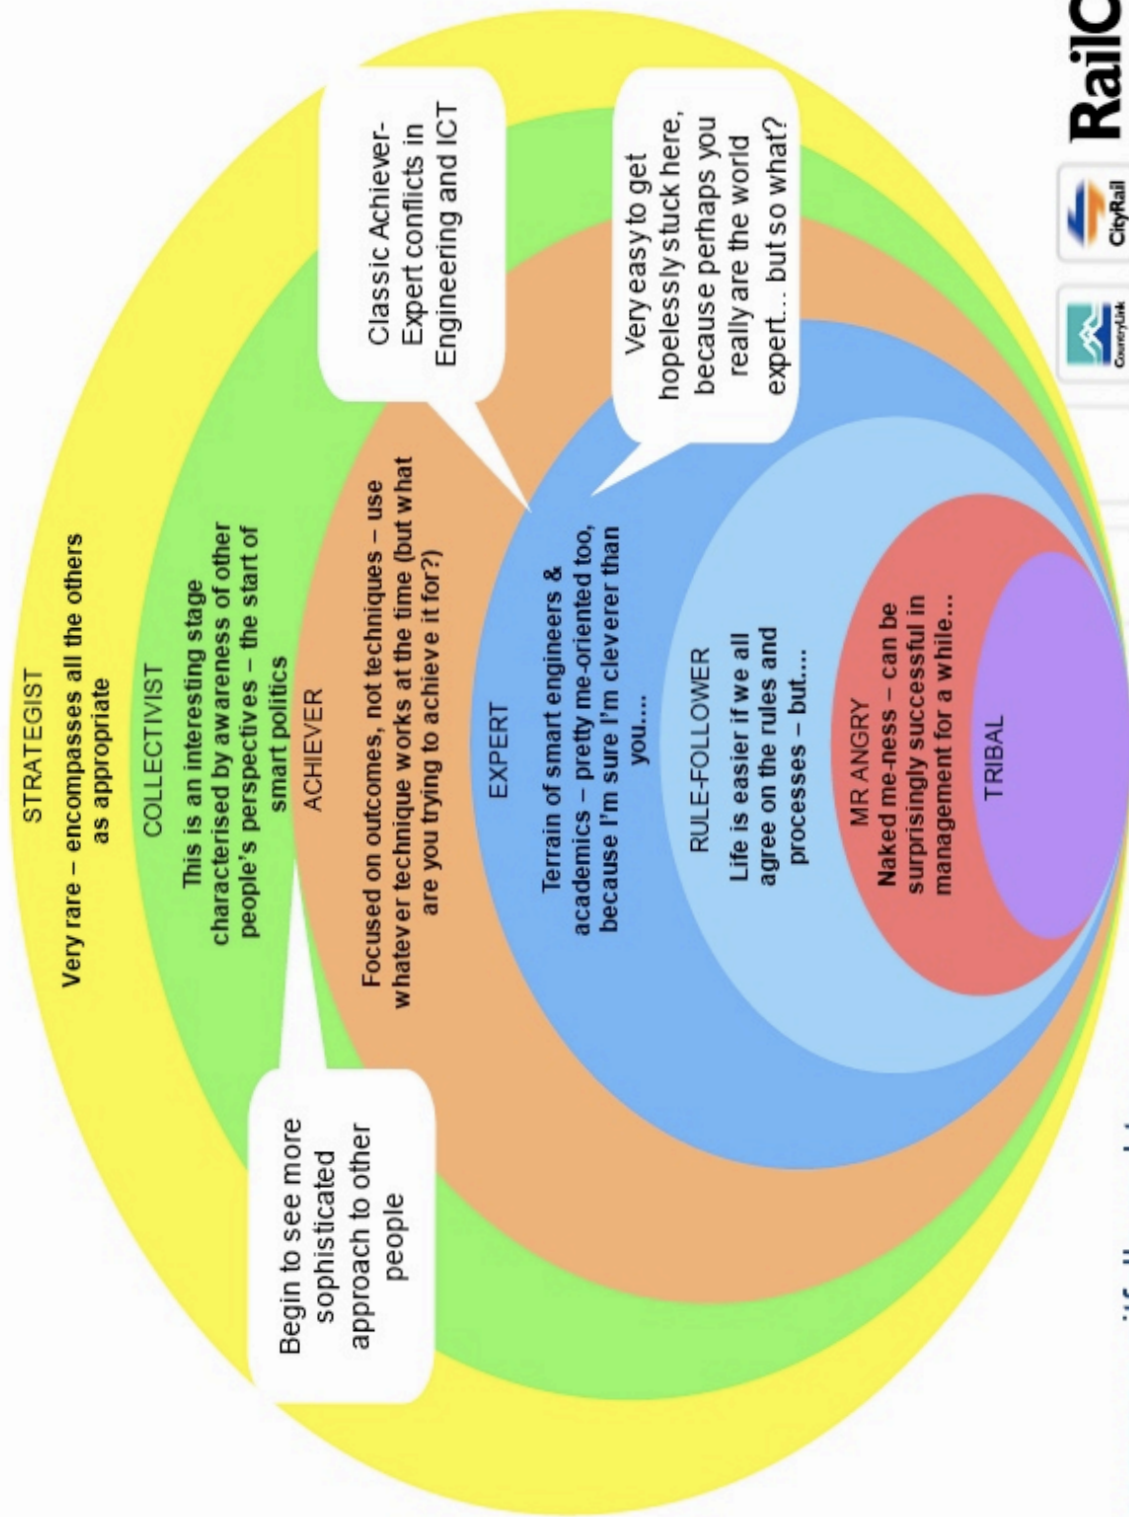 STRATEGIST
Very rare – encompasses all the others
as appropriate
COLLECTIVIST
This is an interesting stage
characterised by awareness of other
people's perspectives – the start of
smart politics
Begin to see more
sophisticated
approach to other
people
ACHIEVER
Focused on outcomes, not techniques – use
whatever technique works at the time (but what
are you trying to achieve it for?)
Classic Achiever-
Expert conflicts in
Engineering and ICT
EXPERT
Terrain of smart engineers &
academics – pretty me-oriented too,
because I'm sure I'm cleverer than
you....
Very easy to get
hopelessly stuck here,
because perhaps you
really are the world
expert... but so what?
RULE-FOLLOWER
Life is easier if we all
agree on the rules and
processes – but....
MR ANGRY
Naked me-ness – can be
surprisingly successful in
management for a while...
TRIBAL
CountryLink
CityRail
RailC